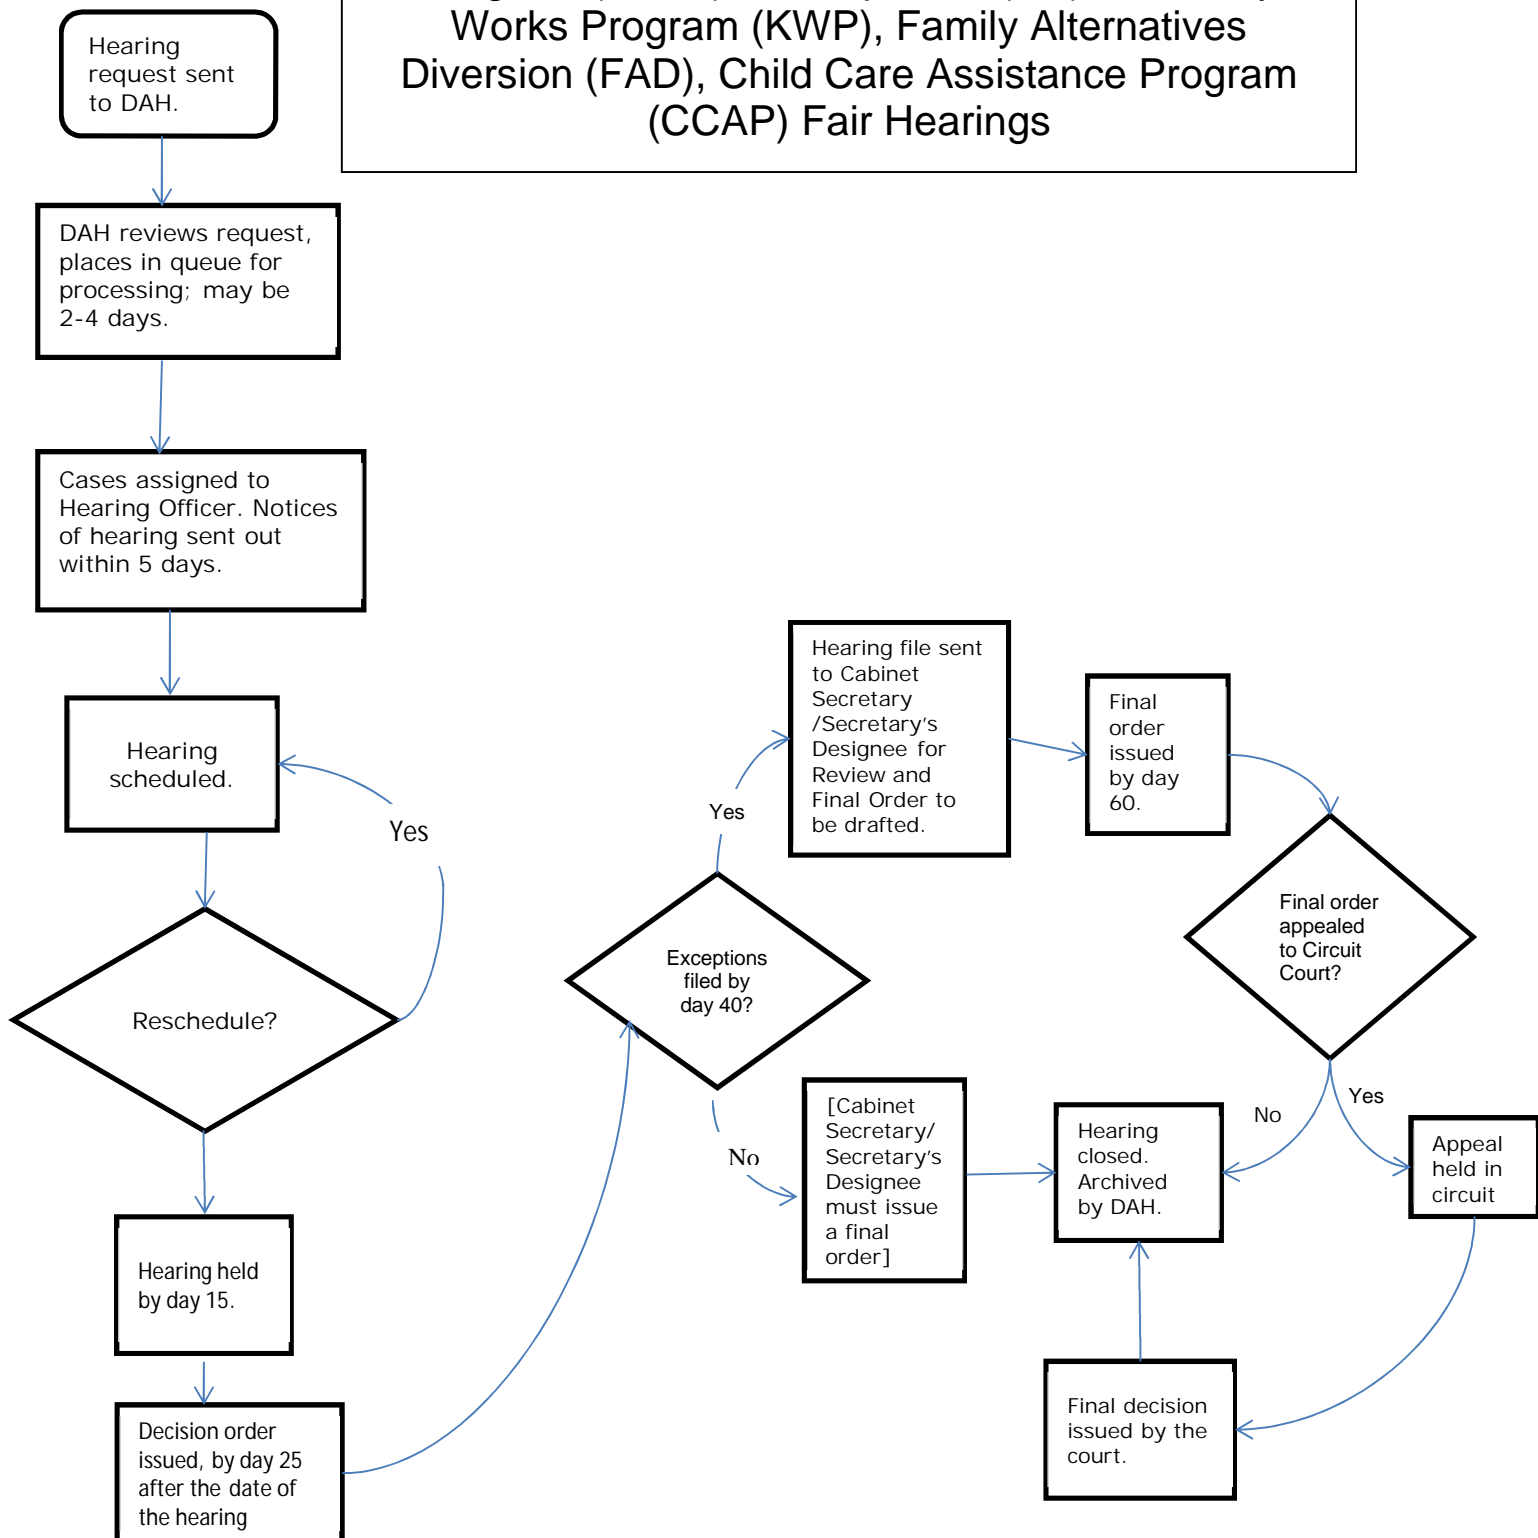 Works Program (KWP), Family Alternatives
Diversion (FAD), Child Care Assistance Program
(CCAP) Fair Hearings
Hearing
request sent
to DAH.
DAH reviews request,
places in queue for
processing; may be
2-4 days.
Cases assigned to
Hearing Officer. Notices
of hearing sent out
within 5 days.
Hearing
scheduled.
Yes
Reschedule?
Hearing held
by day 15.
Decision order
issued, by day 25
after the date of
the hearing
Exceptions
filed by
day 40?
Yes
Hearing file sent
to Cabinet
Secretary
/Secretary's
Designee for
Review and
Final Order to
be drafted.
Final
order
issued
by day
60.
Final order
appealed
to Circuit
Court?
No
[Cabinet
Secretary/
Secretary's
Designee
must issue
a final
order]
Hearing
closed.
Archived
by DAH.
No
Yes
Appeal
held in
circuit
Final decision
issued by the
court.